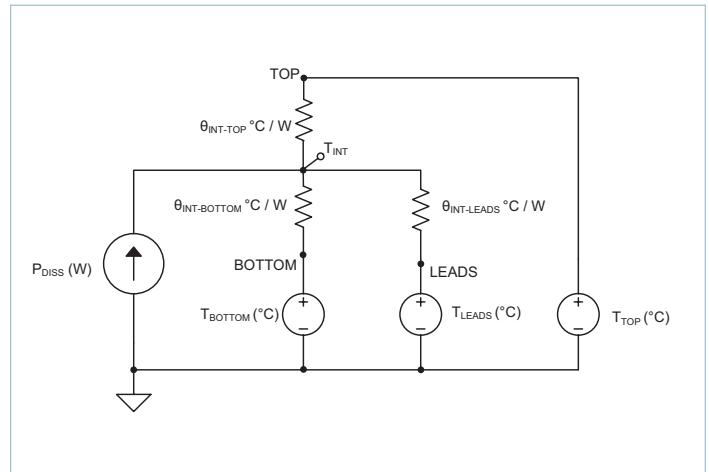 TOP
θINT-TOP °C / W
TINT
θINT-BOTTOM °C / W
θINT-LEADS °C / W
PDISS (W)
BOTTOM
LEADS
+
–
TBOTTOM (°C)
+
–
TLEADS (°C)
+
–
TTOP (°C)